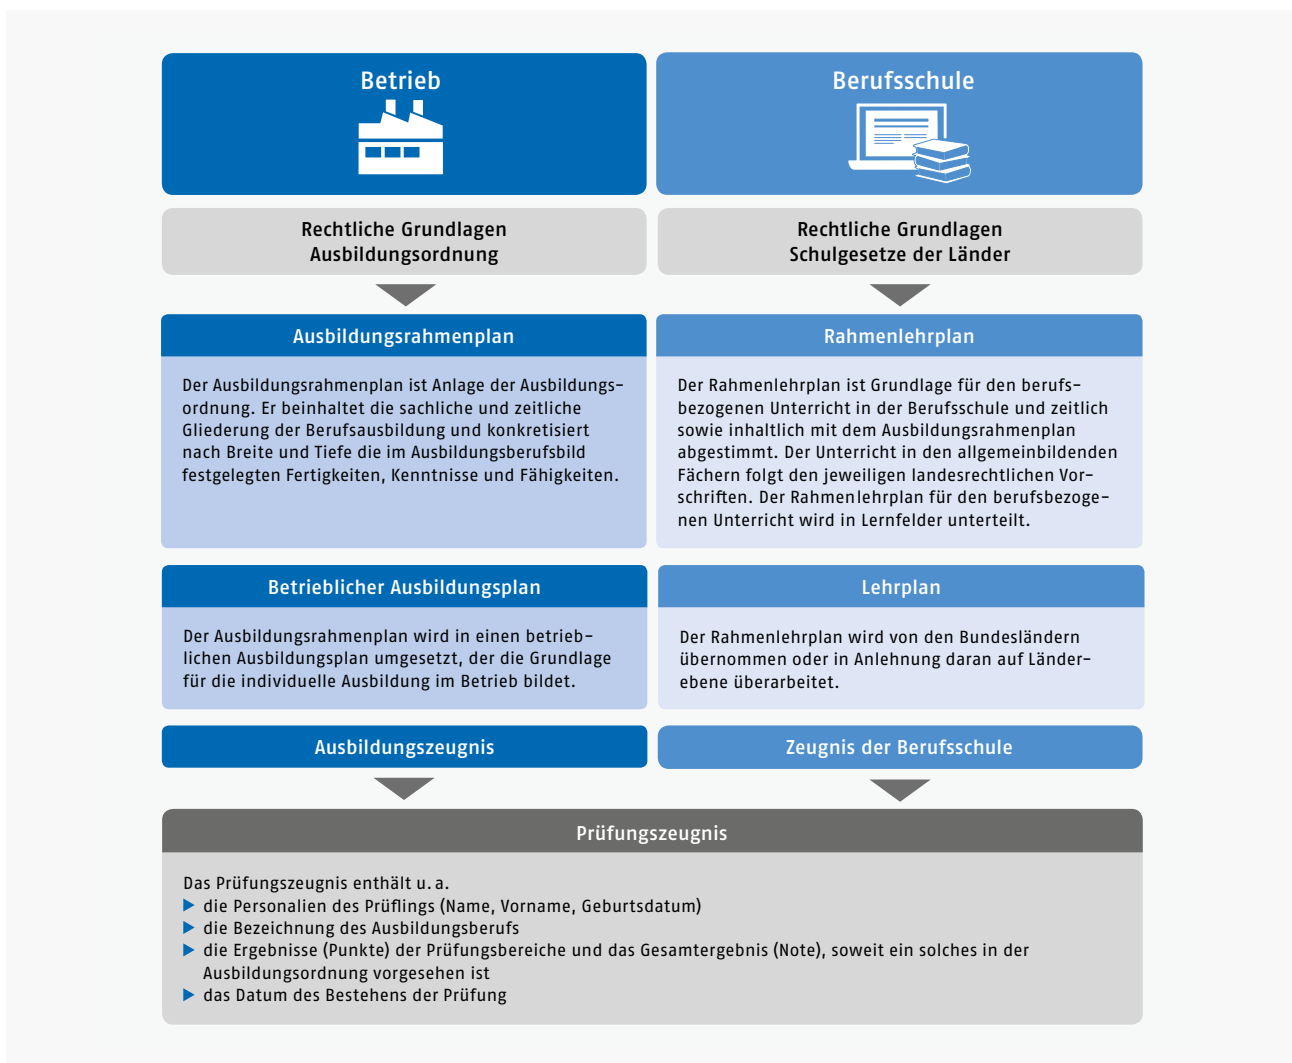 Betrieb
Berufsschule
Rechtliche Grundlagen
Ausbildungsordnung
Rechtliche Grundlagen
Schulgesetze der Länder
Ausbildungsrahmenplan
Der Ausbildungsrahmenplan ist Anlage der Ausbildungs-
ordnung. Er beinhaltet die sachliche und zeitliche
Gliederung der Berufsausbildung und konkretisiert
nach Breite und Tiefe die im Ausbildungsberufsbild
festgelegten Fertigkeiten, Kenntnisse und Fähigkeiten.
Rahmenlehrplan
Der Rahmenlehrplan ist Grundlage für den berufs-
bezogenen Unterricht in der Berufsschule und zeitlich
sowie inhaltlich mit dem Ausbildungsrahmenplan
abgestimmt. Der Unterricht in den allgemeinbildenden
Fächern folgt den jeweiligen landesrechtlichen Vor-
schriften. Der Rahmenlehrplan für den berufsbezoge-
nen Unterricht wird in Lernfelder unterteilt.
Betrieblicher Ausbildungsplan
Der Ausbildungsrahmenplan wird in einen betrieb-
lichen Ausbildungsplan umgesetzt, der die Grundlage
für die individuelle Ausbildung im Betrieb bildet.
Lehrplan
Der Rahmenlehrplan wird von den Bundesländern
übernommen oder in Anlehnung daran auf Länder-
ebene überarbeitet.
Ausbildungszeugnis
Zeugnis der Berufsschule
Prüfungszeugnis
Das Prüfungszeugnis enthält u. a.
▶ die Personalien des Prüflings (Name, Vorname, Geburtsdatum)
▶ die Bezeichnung des Ausbildungsberufs
▶ die Ergebnisse (Punkte) der Prüfungsbereiche und das Gesamtergebnis (Note), soweit ein solches in der
Ausbildungsordnung vorgesehen ist
▶ das Datum des Bestehens der Prüfung